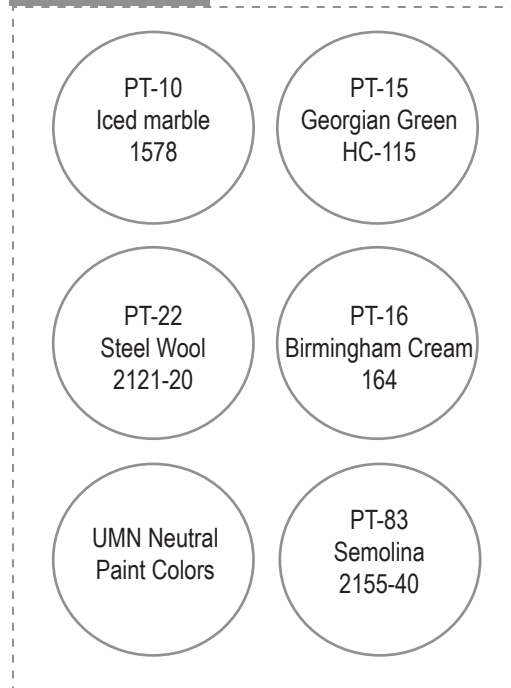 PT-10
Iced marble
1578
PT-15
Georgian Green
HC-115
PT-22
Steel Wool
2121-20
PT-16
Birmingham Cream
164
UMN Neutral
Paint Colors
PT-83
Semolina
2155-40